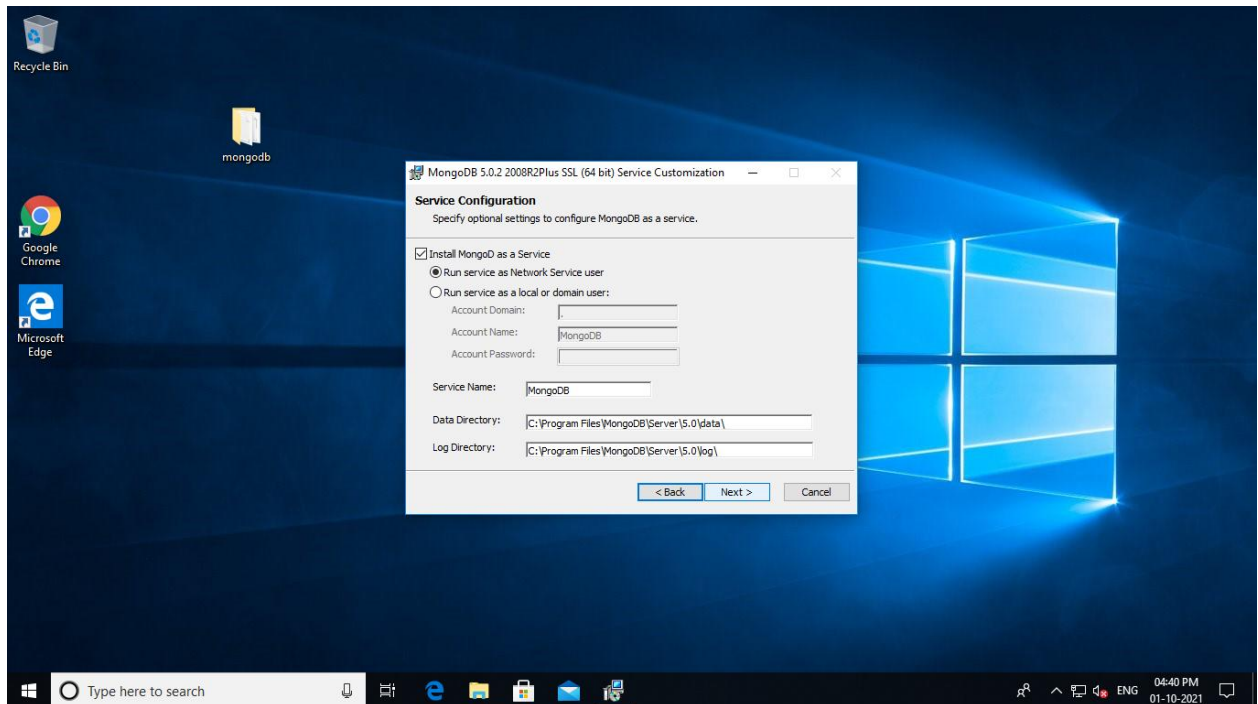 Recycle Bin
mongodb
Google
Chrome
Microsoft
Edge
MongoDB 5.0.2 2008R2Plus SSL (64 bit) Service Customization
Service Configuration
Specify optional settings to configure MongoDB as a service.
Install MongoD as a Service
Run service as Network Service user
Run service as a local or domain user:
Account Domain: .
Account Name: MongoDB
Account Password:
Service Name: MongoDB
Data Directory: C:\Program Files\MongoDB\Server\5.0\data\
Log Directory: C:\Program Files\MongoDB\Server\5.0\log\
< Back Next > Cancel
Type here to search
ENG
04:40 PM
01-10-2021